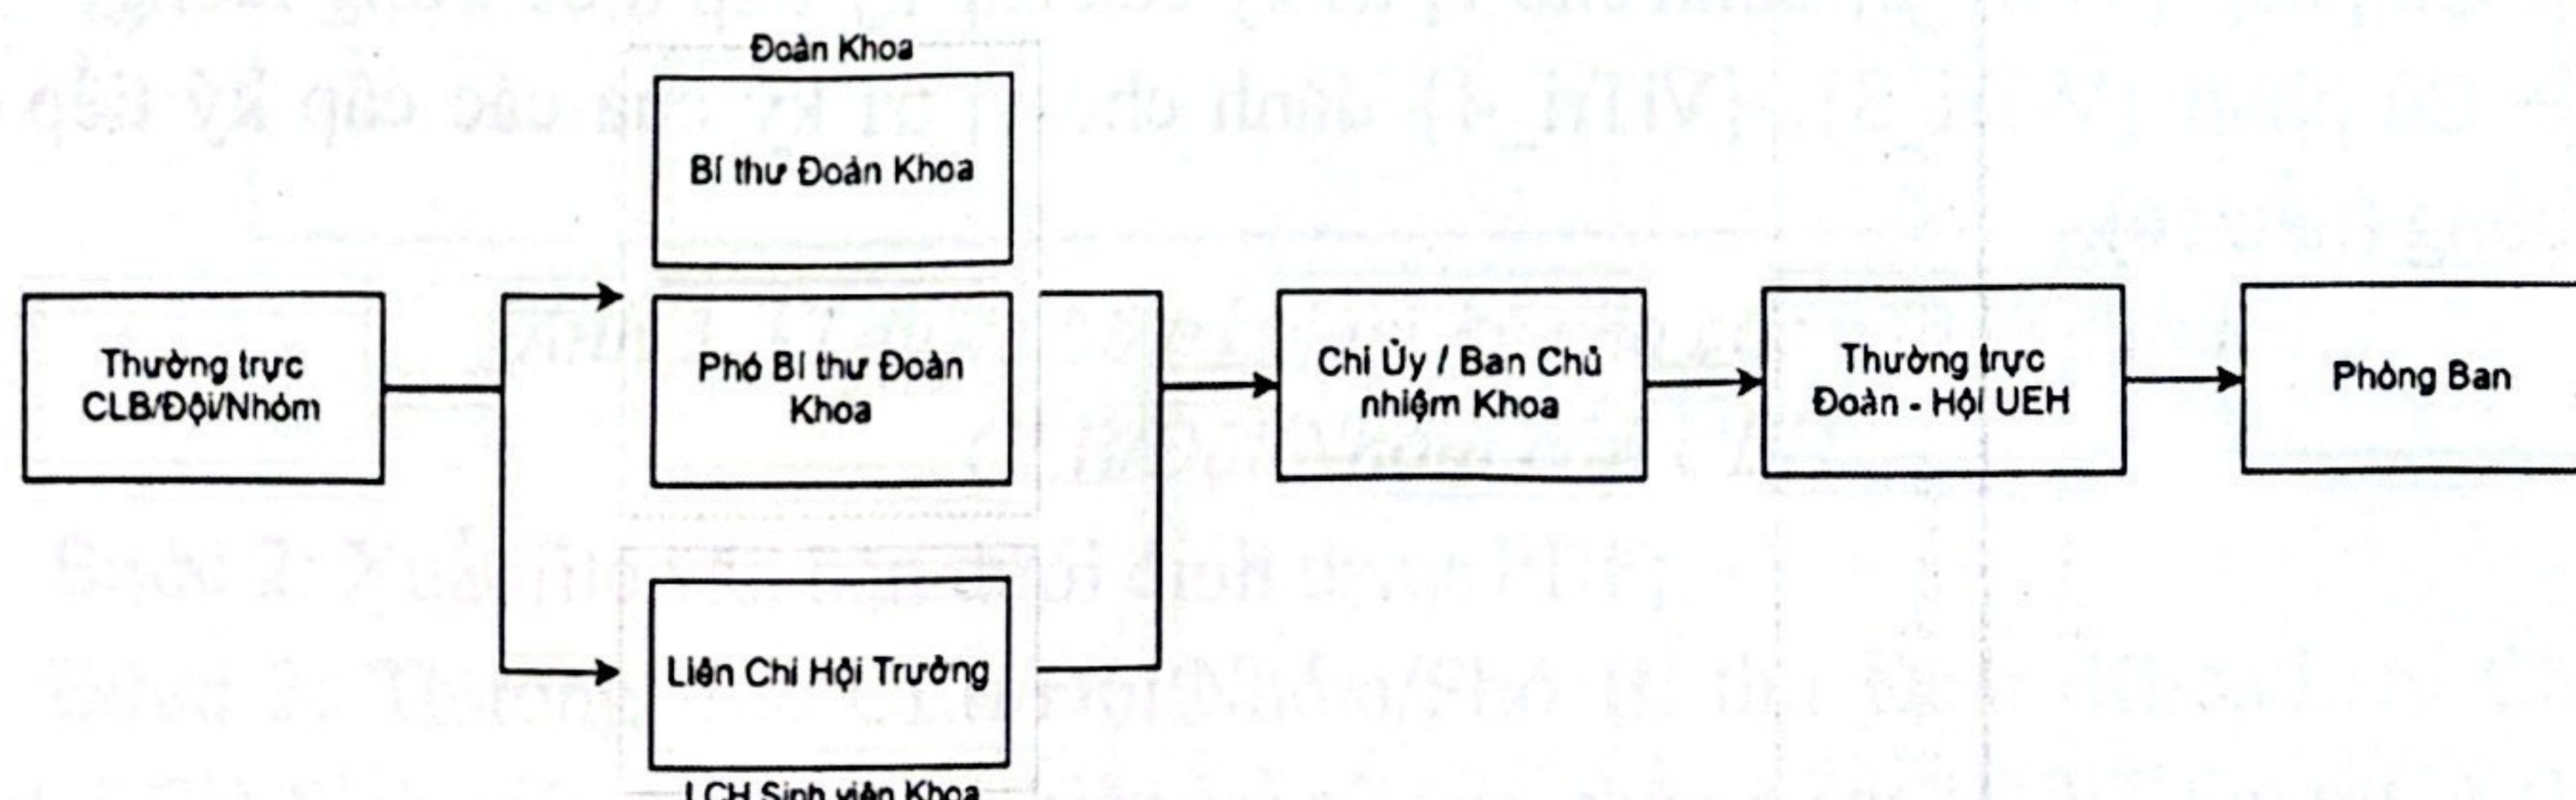 Đoàn Khoa
Bí thư Đoàn Khoa
Thường trực
CLB/Đội/Nhóm
Phó Bí thư Đoàn
Khoa
Chi Ủy / Ban Chủ
nhiệm Khoa
Thường trực
Đoàn - Hội UEH
Phòng Ban
Liên Chi Hội Trưởng
LCH Sinh viên Khoa